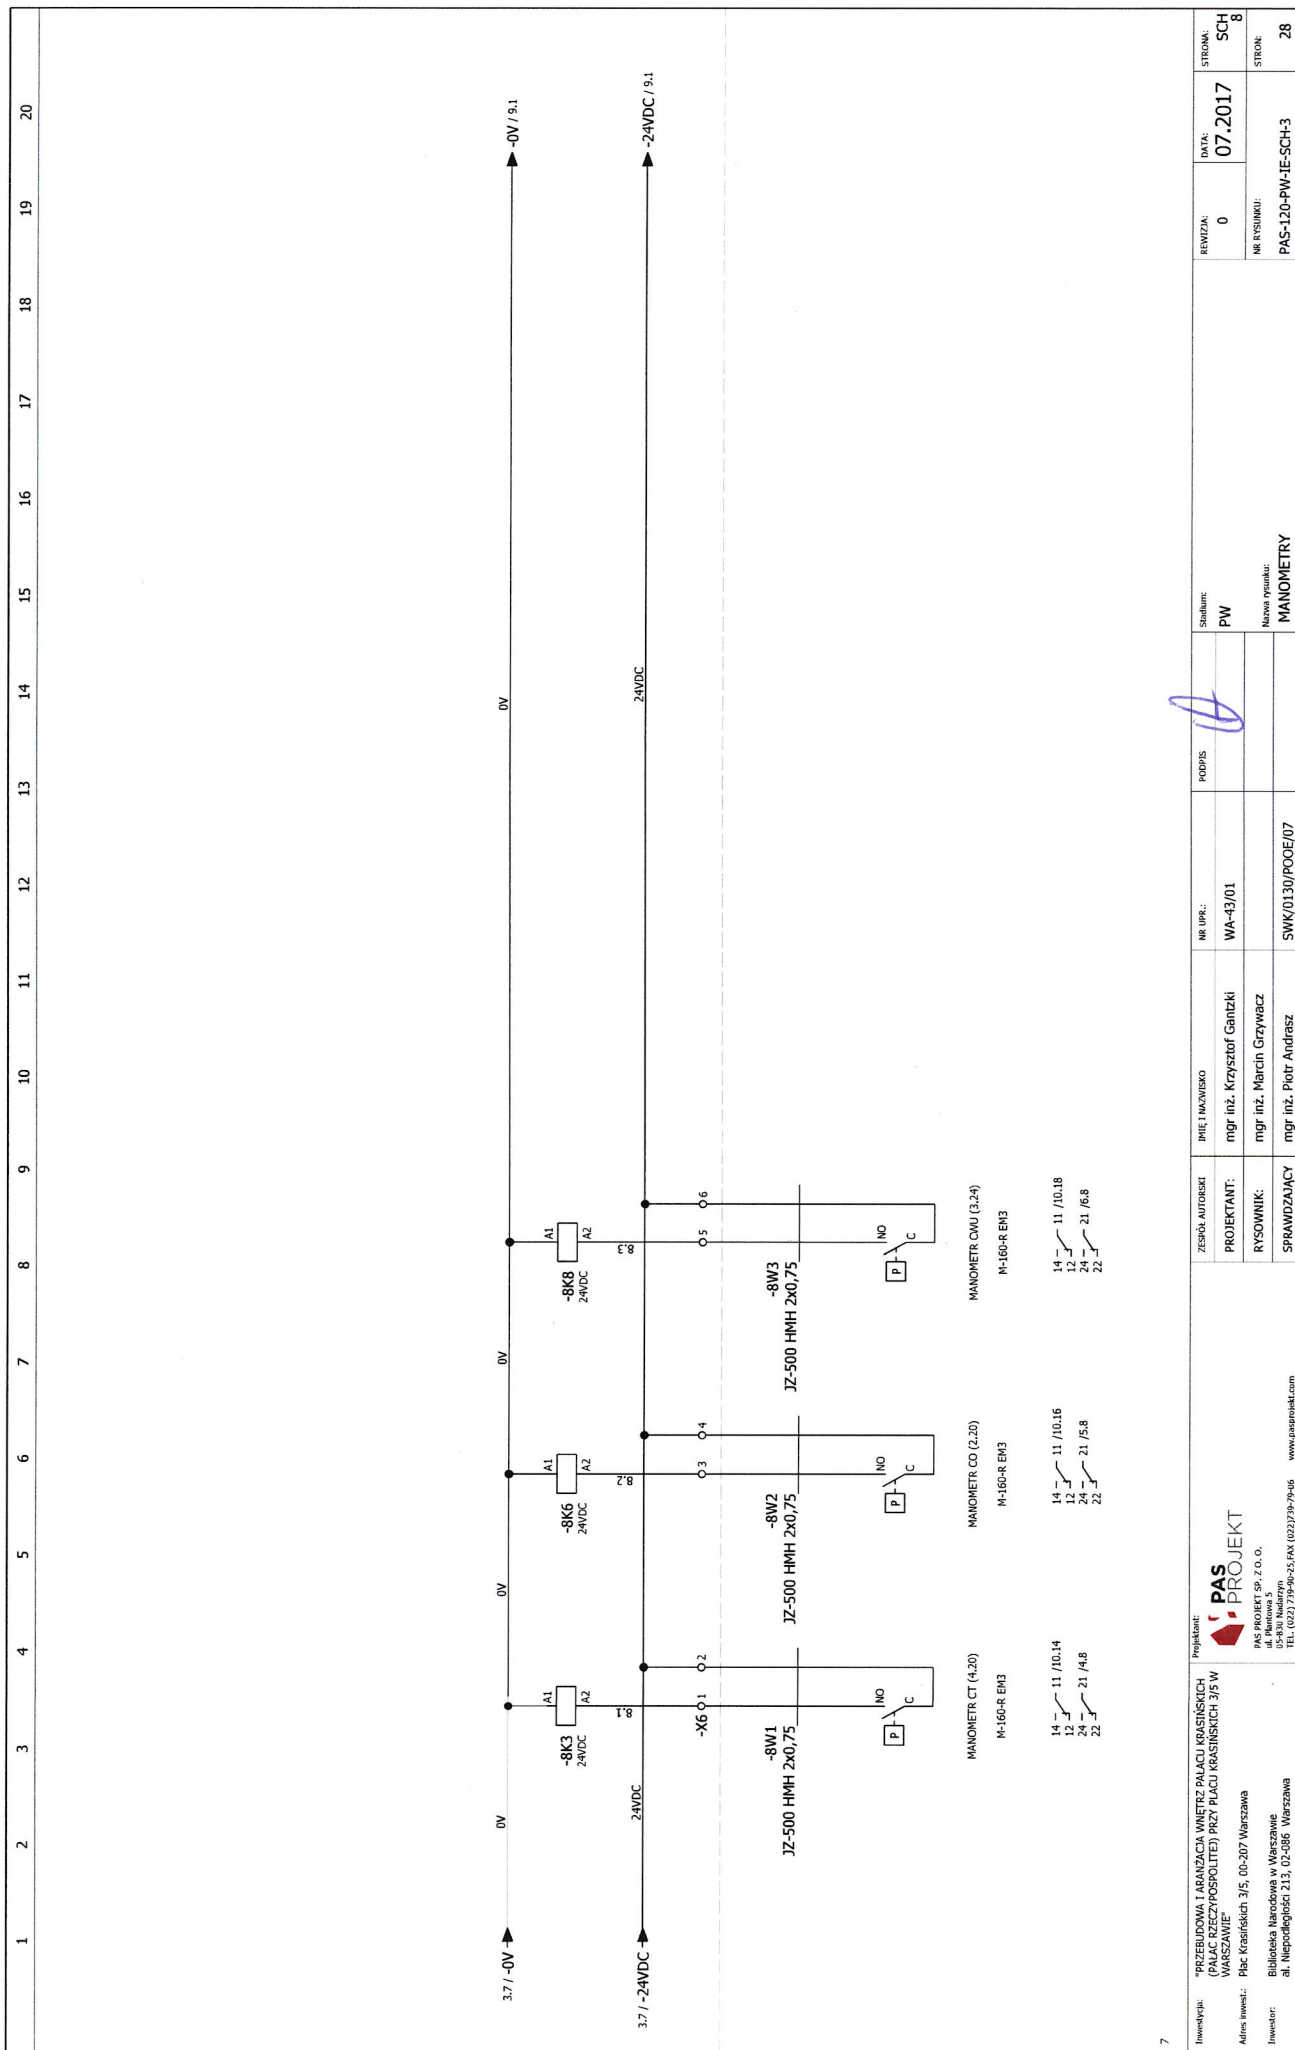 1 2 3 4 5 6 7 8 9 10 11 12 13 14 15 16 17 18 19 20
3.7 / -0V
0V
0V
0V
0V
-0V / 9.1
-8K3
24VDC
A1
A2
8.1
-8K6
24VDC
A1
A2
8.2
-8K8
24VDC
A1
A2
8.3
3.7 / -24VDC
24VDC
24VDC
-24VDC / 9.1
-X6 1 2
3 4
5 6
-8W1
JZ-500 HMH 2x0,75
-8W2
JZ-500 HMH 2x0,75
-8W3
JZ-500 HMH 2x0,75
P NO C
P NO C
P NO C
MANOMETR CT (4.20)
M-160-R EM3
MANOMETR CO (2.20)
M-160-R EM3
MANOMETR CWU (3.24)
M-160-R EM3
14
12 11 /10.14
24
22 21 /4.8
14
12 11 /10.16
24
22 21 /5.8
14
12 11 /10.18
24
22 21 /6.8
7
Inwestycja:
"PRZEBUDOWA I ARANŻACJA WNĘTRZ PAŁACU KRASIŃSKICH
(PAŁAC RZECZYPOSPOLITEJ) PRZY PLACU KRASIŃSKICH 3/5 W
WARSZAWIE"
Adres inwest.: Plac Krasińskich 3/5, 00-207 Warszawa
Inwestor: Biblioteka Narodowa w Warszawie
al. Niepodległości 213, 02-086 Warszawa
Projektant:
PAS
PROJEKT
PAS PROJEKT SP. Z O. O.
ul. Plantowa 5
05-830 Nadarzyn
TEL. (022) 739-90-25,FAX (022)739-79-06 www.pasprojekt.com
ZESPÓŁ AUTORSKI IMIĘ I NAZWISKO NR UPR.: PODPIS
PROJEKTANT: mgr inż. Krzysztof Gantzki WA-43/01
RYSOWNIK: mgr inż. Marcin Grzywacz
SPRAWDZAJĄCY mgr inż. Piotr Andrasz SWK/0130/POOE/07
Stadium:
PW
Nazwa rysunku:
MANOMETRY
REWIZJA:
0
DATA:
07.2017
STRONA:
SCH
8
NR RYSUNKU:
PAS-120-PW-IE-SCH-3
STRON:
28